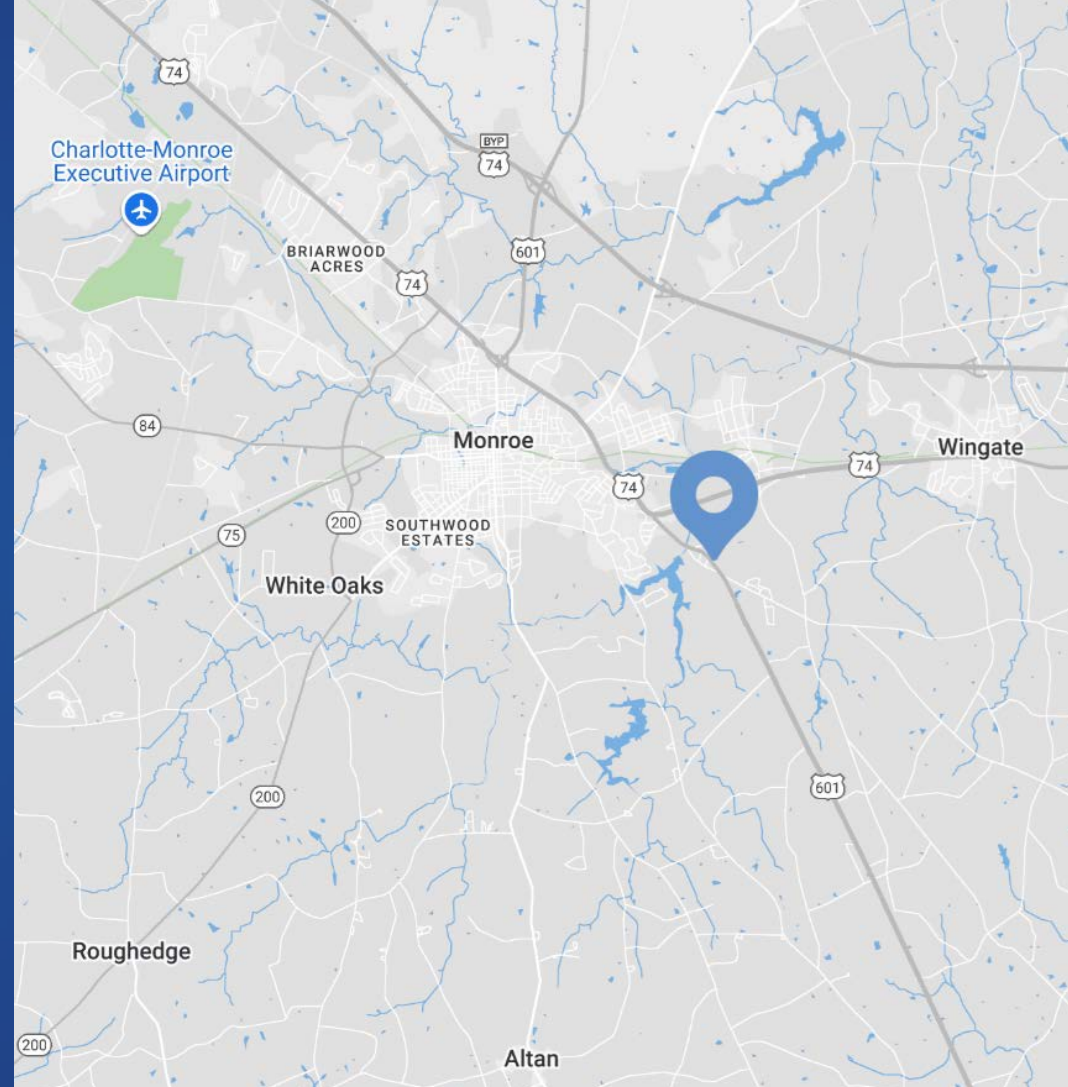 74
Charlotte-Monroe
Executive Airport
BYP
74
BRIARWOOD
ACRES
601
74
84
Monroe
Wingate
74
74
75
200
SOUTHWOOD
ESTATES
White Oaks
601
200
Roughedge
200
Altan